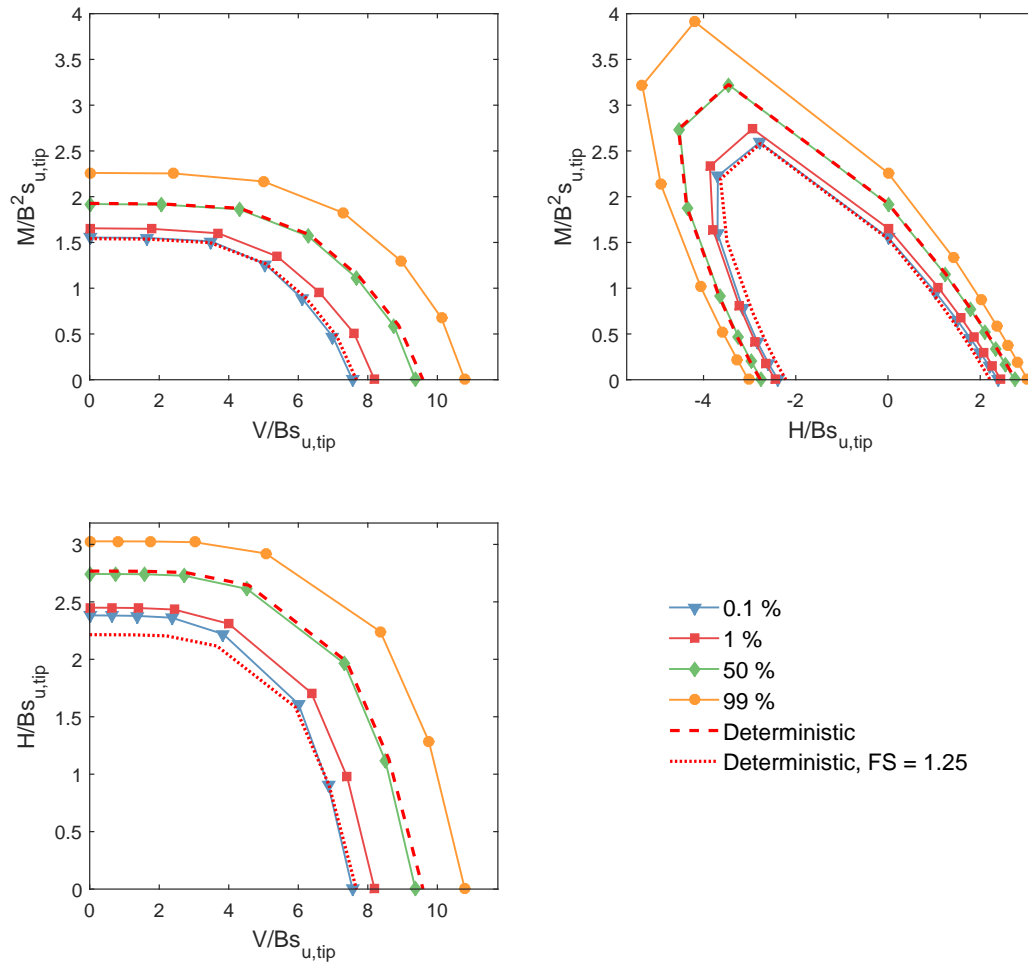 4
3.5
3
2.5
2
1.5
1
0.5
0
M/B²s_u,tip
0 2 4 6 8 10
V/Bs_u,tip
4
3.5
3
2.5
2
1.5
1
0.5
0
M/B²s_u,tip
-4 -2 0 2
H/Bs_u,tip
3
2.5
2
1.5
1
0.5
0
H/Bs_u,tip
0 2 4 6 8 10
V/Bs_u,tip
0.1 %
1 %
50 %
99 %
Deterministic
Deterministic, FS = 1.25